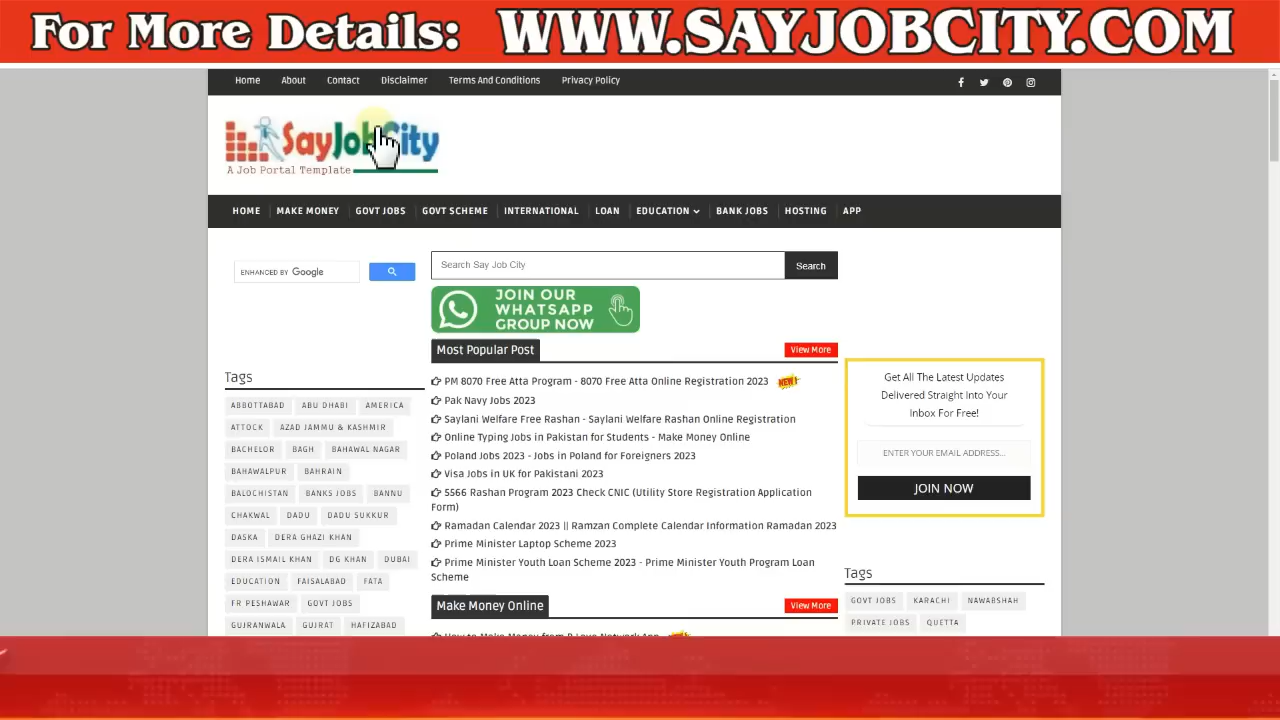 For More Details: WWW.SAYJOBCITY.COM
Home About Contact Disclaimer Terms And Conditions Privacy Policy
SayJobCity
A Job Portal Template
HOME MAKE MONEY GOVT JOBS GOVT SCHEME INTERNATIONAL LOAN EDUCATION BANK JOBS HOSTING APP
ENHANCED BY Google
Search Say Job City Search
JOIN OUR
WHATSAPP
GROUP NOW
Most Popular Post View More
PM 8070 Free Atta Program - 8070 Free Atta Online Registration 2023 NEW!
Pak Navy Jobs 2023
Saylani Welfare Free Rashan - Saylani Welfare Rashan Online Registration
Online Typing Jobs in Pakistan for Students - Make Money Online
Poland Jobs 2023 - Jobs in Poland for Foreigners 2023
Visa Jobs in UK for Pakistani 2023
5566 Rashan Program 2023 Check CNIC (Utility Store Registration Application
Form)
Ramadan Calendar 2023 || Ramzan Complete Calendar Information Ramadan 2023
Prime Minister Laptop Scheme 2023
Prime Minister Youth Loan Scheme 2023 - Prime Minister Youth Program Loan
Scheme
Make Money Online View More
Tags
ABBOTTABAD ABU DHABI AMERICA
ATTOCK AZAD JAMMU & KASHMIR
BACHELOR BAGH BAHAWAL NAGAR
BAHAWALPUR BAHRAIN
BALOCHISTAN BANKS JOBS BANNU
CHAKWAL DADU DADU SUKKUR
DASKA DERA GHAZI KHAN
DERA ISMAIL KHAN DG KHAN DUBAI
EDUCATION FAISALABAD FATA
FR PESHAWAR GOVT JOBS
GUJRANWALA GUJRAT HAFIZABAD
Get All The Latest Updates
Delivered Straight Into Your
Inbox For Free!
ENTER YOUR EMAIL ADDRESS...
JOIN NOW
Tags
GOVT JOBS KARACHI NAWABSHAH
PRIVATE JOBS QUETTA